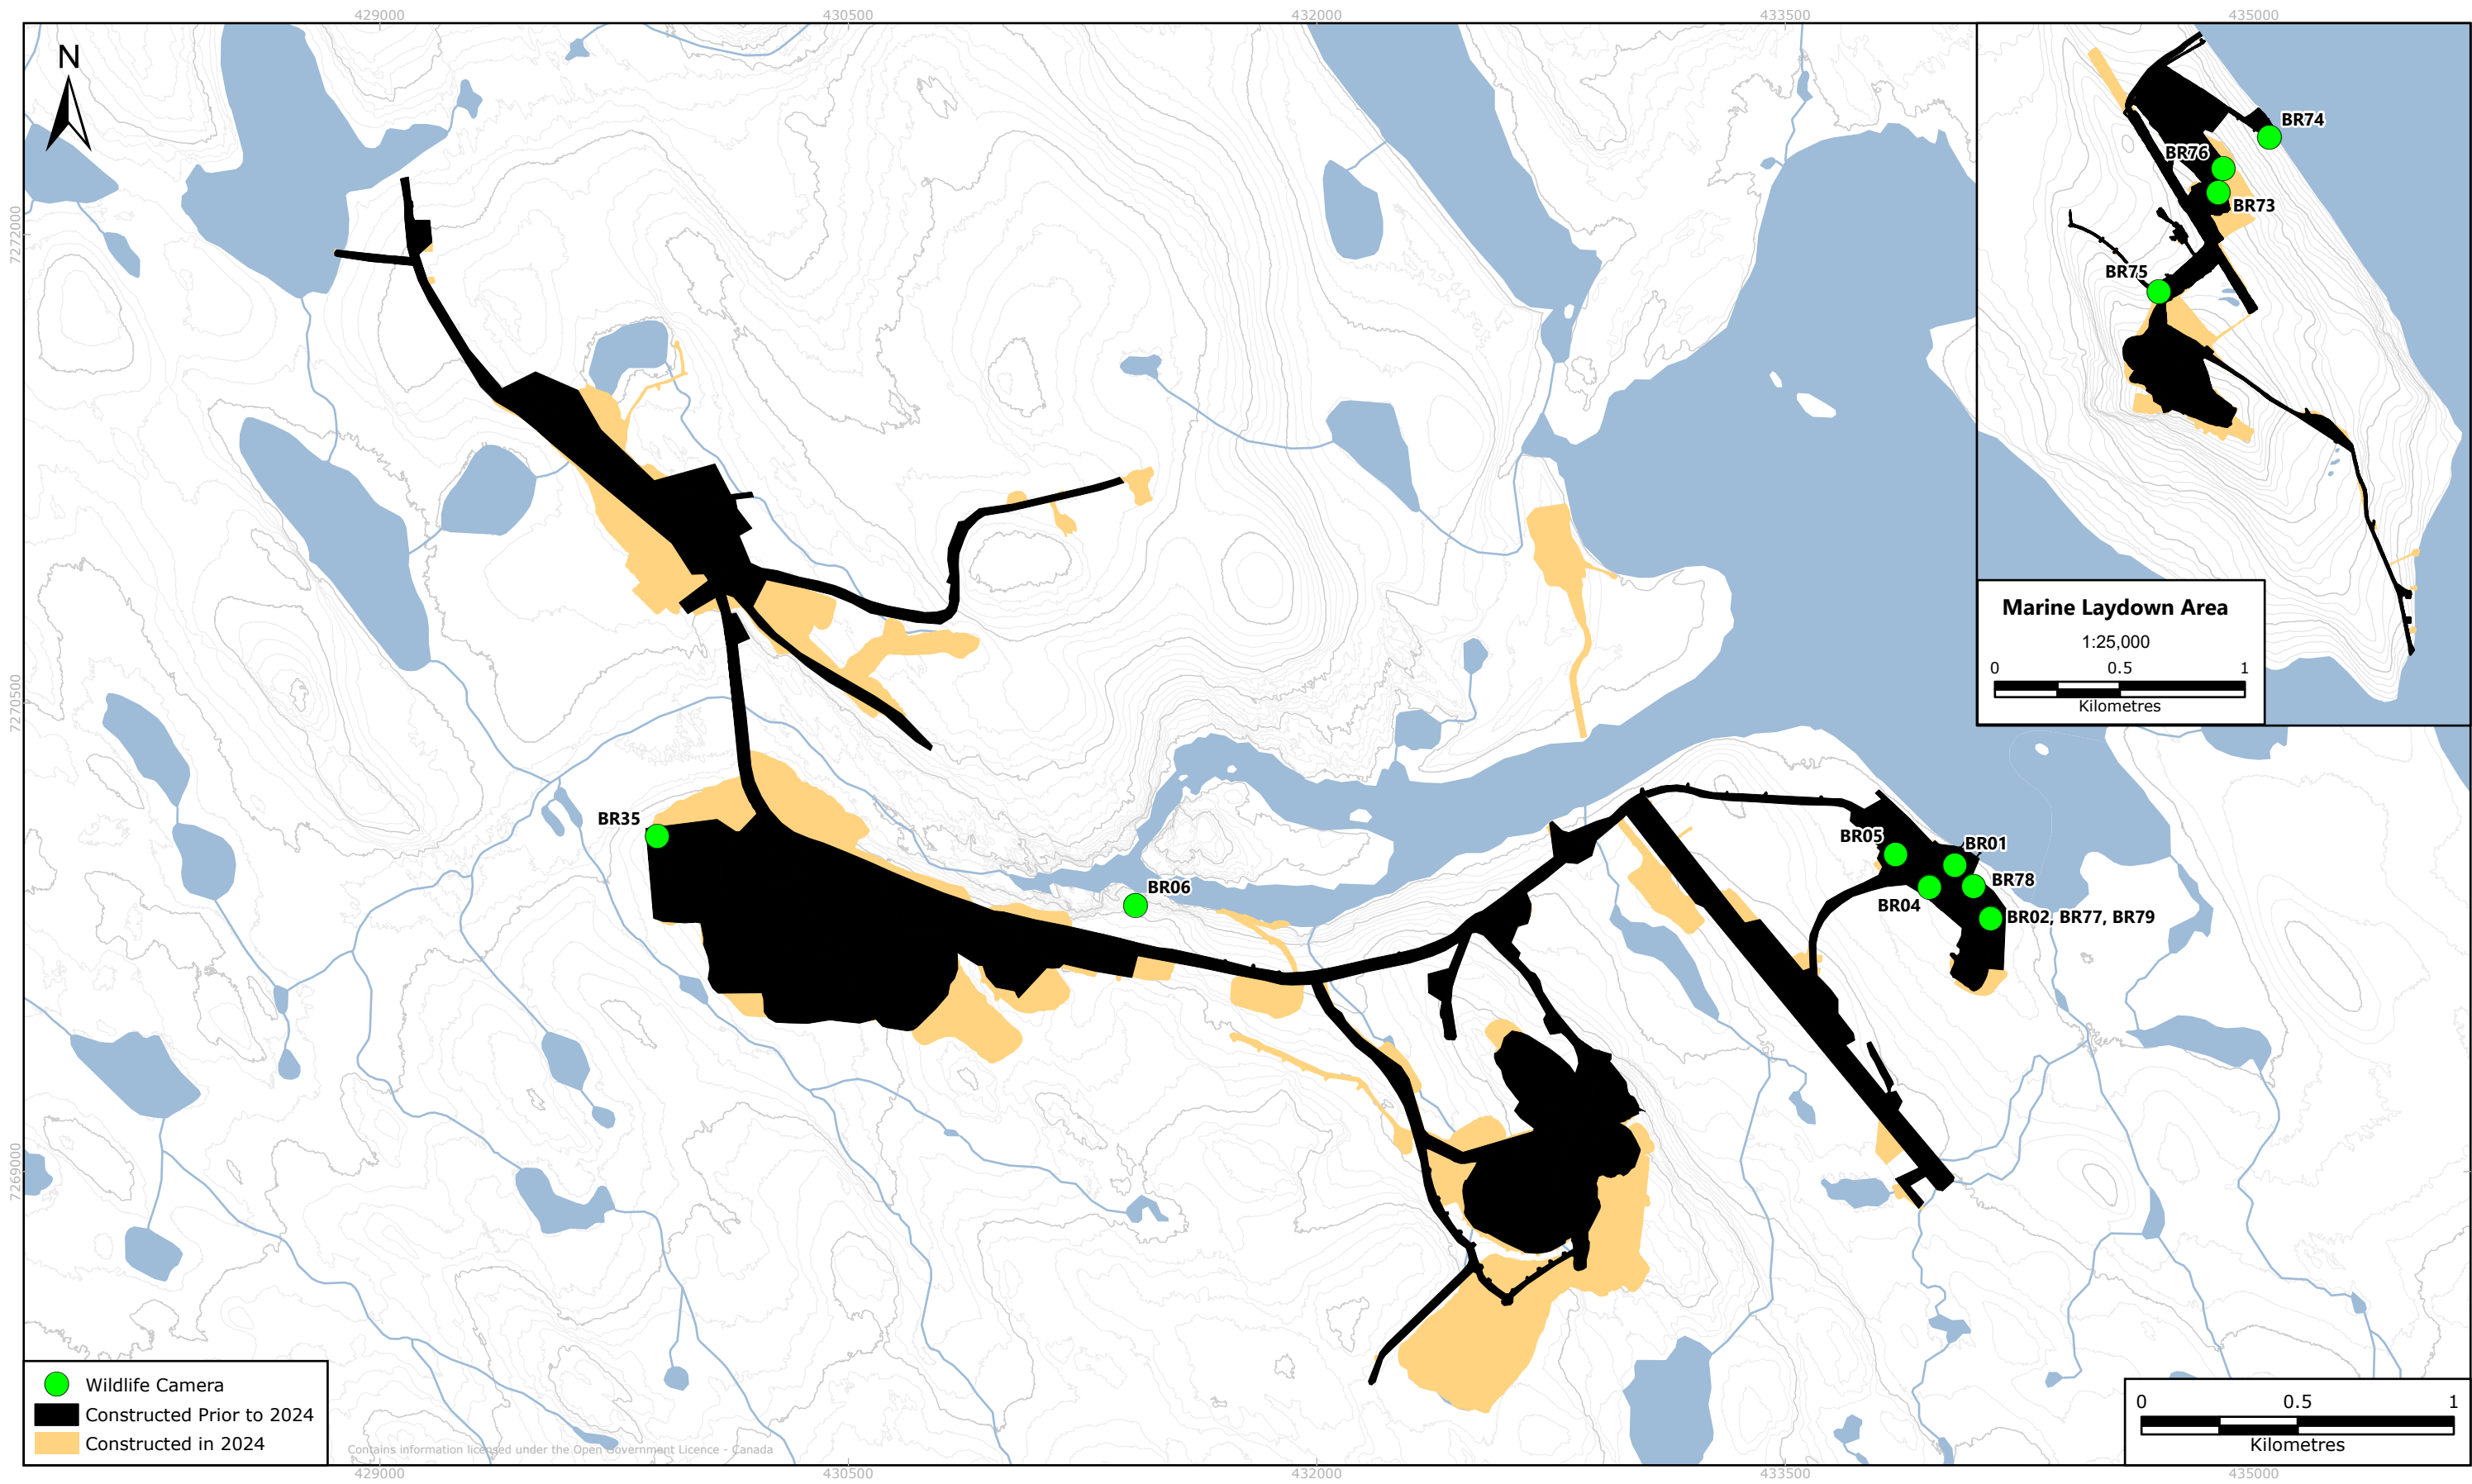 429000 430500 432000 433500 435000
N
BR74
BR76
BR73
7272000
BR75
Marine Laydown Area
1:25,000
0 0.5 1
Kilometres
7270500
BR35
BR05
BR01
BR06
BR78
BR04
BR02, BR77, BR79
7269000
Wildlife Camera
Constructed Prior to 2024
Constructed in 2024
Contains information licensed under the Open Government Licence - Canada
0 0.5 1
Kilometres
429000 430500 432000 433500 435000